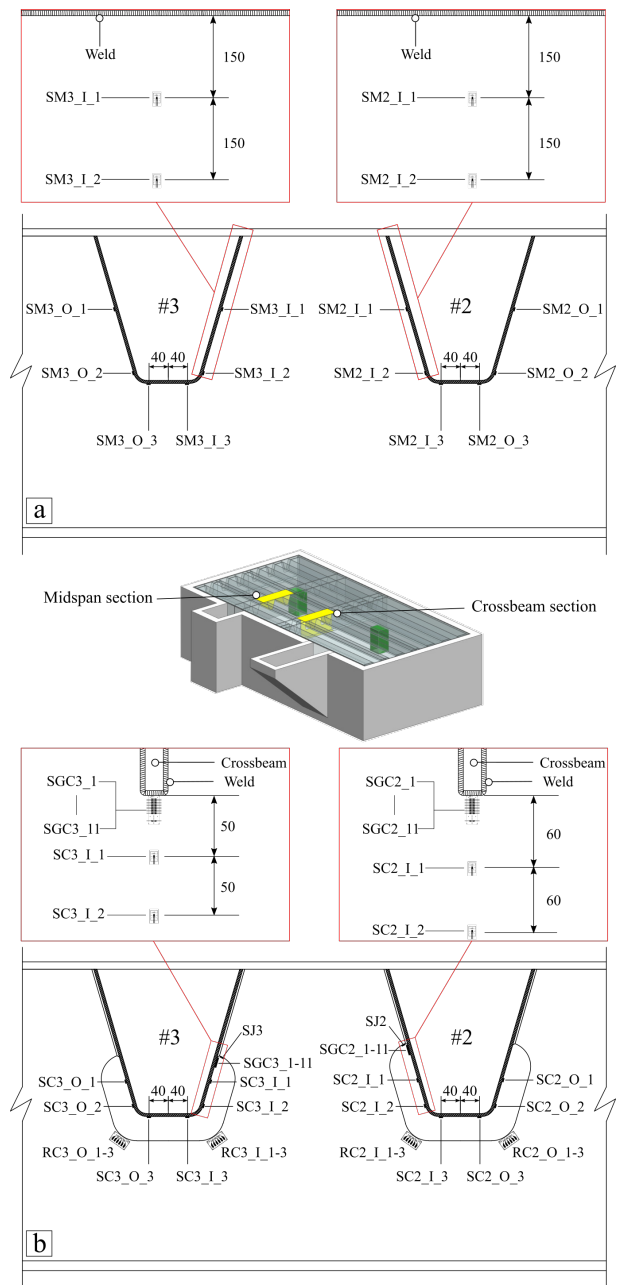 Weld
150
SM3_I_1
150
SM3_I_2
Weld
150
SM2_I_1
150
SM2_I_2
#3
#2
SM3_O_1
SM3_I_1
SM2_I_1
SM2_O_1
40 40
40 40
SM3_O_2
SM3_I_2
SM2_I_2
SM2_O_2
SM3_O_3
SM3_I_3
SM2_I_3
SM2_O_3
a
Midspan section
Crossbeam section
Crossbeam
SGC3_1
Weld
SGC3_11
50
SC3_I_1
50
SC3_I_2
Crossbeam
SGC2_1
Weld
SGC2_11
60
SC2_I_1
60
SC2_I_2
#3
#2
SJ3
SJ2
SGC3_1-11
SGC2_1-11
SC3_O_1
SC3_I_1
SC2_I_1
SC2_O_1
40 40
40 40
SC3_O_2
SC3_I_2
SC2_I_2
SC2_O_2
RC3_O_1-3
RC3_I_1-3
RC2_I_1-3
RC2_O_1-3
SC3_O_3
SC3_I_3
SC2_I_3
SC2_O_3
b